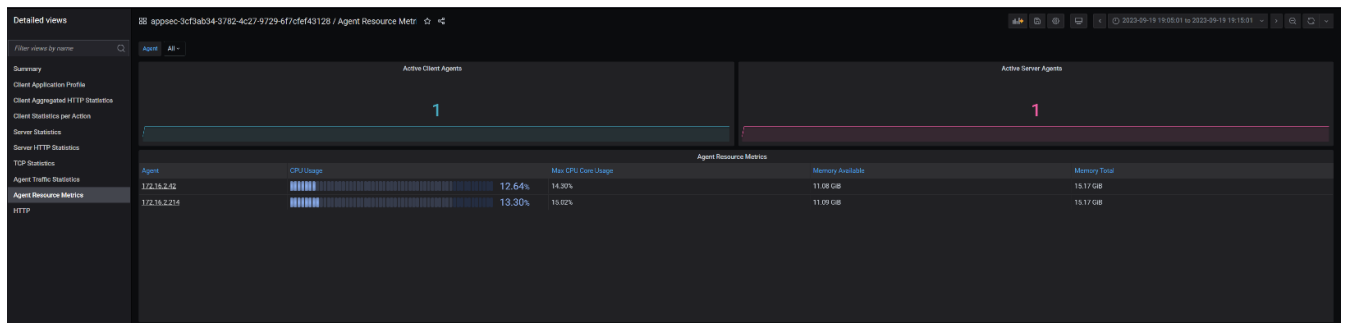 Detailed views
appsec-3cf3ab34-3782-4c27-9729-6f7cfef43128 / Agent Resource Metri
2023-09-19 19:05:01 to 2023-09-19 19:15:01
Filter views by name
Agent All
Summary
Client Application Profile
Client Aggregated HTTP Statistics
Client Statistics per Action
Server Statistics
Server HTTP Statistics
TCP Statistics
Agent Traffic Statistics
Agent Resource Metrics
HTTP
Active Client Agents
1
Active Server Agents
1
Agent Resource Metrics
Agent CPU Usage Max CPU Core Usage Memory Available Memory Total
172.16.2.42 12.64% 14.30% 11.08 GiB 15.17 GiB
172.16.2.214 13.30% 15.02% 11.09 GiB 15.17 GiB